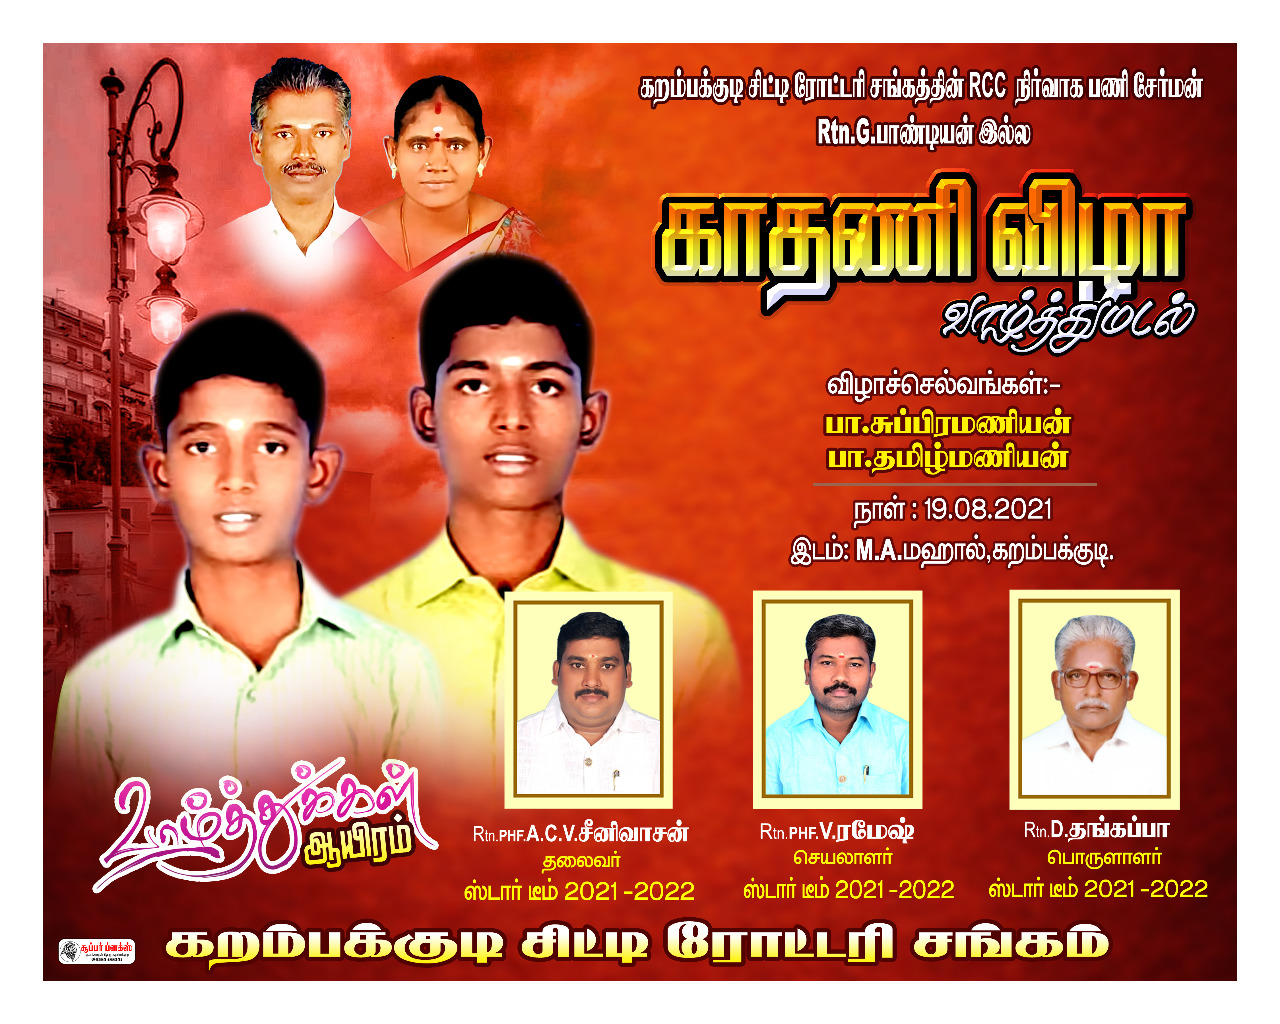 கறம்பக்குடி சிட்டி ரோட்டரி சங்கத்தின் RCC நிர்வாக பணி சேர்மன்
Rtn.G.பாண்டியன் இல்ல
காதணி விழா
வாழ்த்துமடல்
விழாச்செல்வங்கள்:-
பா.சுப்பிரமணியன்
பா.தமிழ்மணியன்
நாள் : 19.08.2021
இடம்: M.A.மஹால்,கறம்பக்குடி.
வாழ்த்துக்கள்
ஆயிரம்
Rtn.PHF.A.C.V.சீனிவாசன்
தலைவர்
ஸ்டார் டீம் 2021 -2022
Rtn.PHF.V.ரமேஷ்
செயலாளர்
ஸ்டார் டீம் 2021 -2022
Rtn.D.தங்கப்பா
பொருளாளர்
ஸ்டார் டீம் 2021 -2022
கறம்பக்குடி சிட்டி ரோட்டரி சங்கம்
சூப்பர் ப்ளக்ஸ்